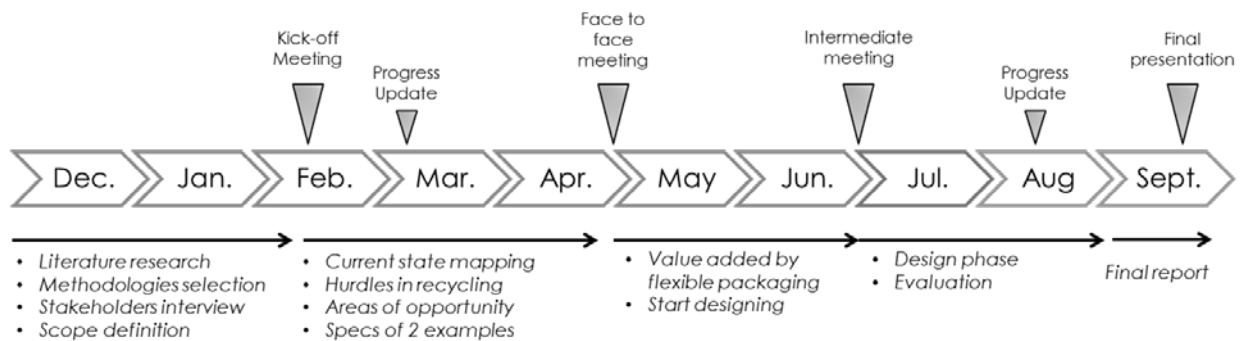 Kick-off
Meeting
Progress
Update
Face to
face
meeting
Intermediate
meeting
Progress
Update
Final
presentation
Dec.
Jan.
Feb.
Mar.
Apr.
May
Jun.
Jul.
Aug
Sept.
• Literature research
• Methodologies selection
• Stakeholders interview
• Scope definition
• Current state mapping
• Hurdles in recycling
• Areas of opportunity
• Specs of 2 examples
• Value added by
flexible packaging
• Start designing
• Design phase
• Evaluation
Final report